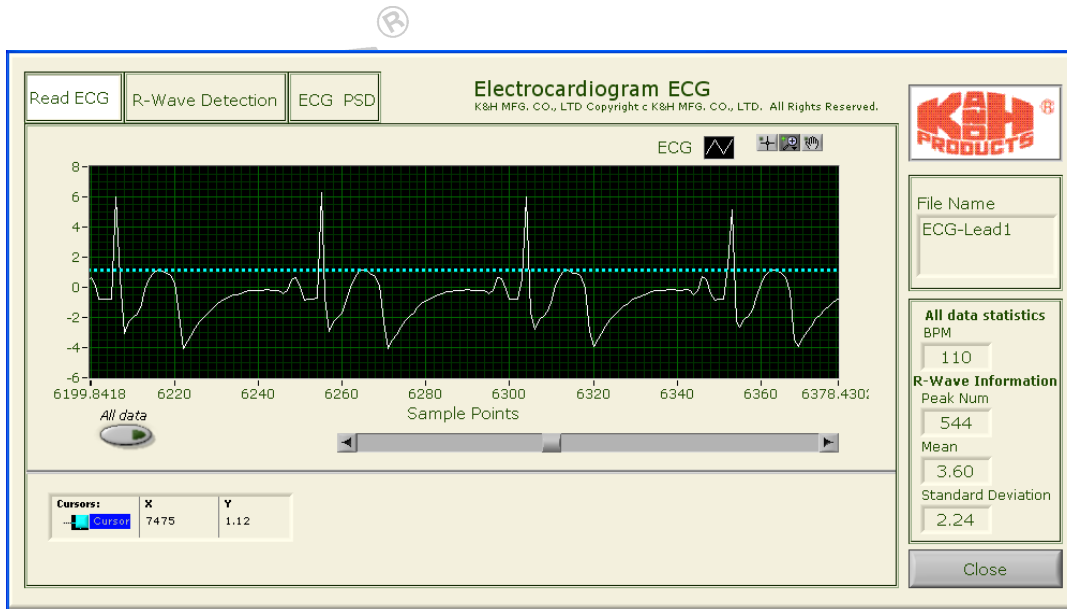 ®
Read ECG
R-Wave Detection
ECG PSD
Electrocardiogram ECG
K&H MFG. CO., LTD Copyright c K&H MFG. CO., LTD. All Rights Reserved.
K AND H
PRODUCTS
®
ECG
8
6
4
2
0
-2
-4
-6
6199.8418
6220
6240
6260
6280
6300
6320
6340
6360
6378.4302
Sample Points
All data
File Name
ECG-Lead1
All data statistics
BPM
110
R-Wave Information
Peak Num
544
Mean
3.60
Standard Deviation
2.24
Cursors:
X
Y
Cursor
7475
1.12
Close